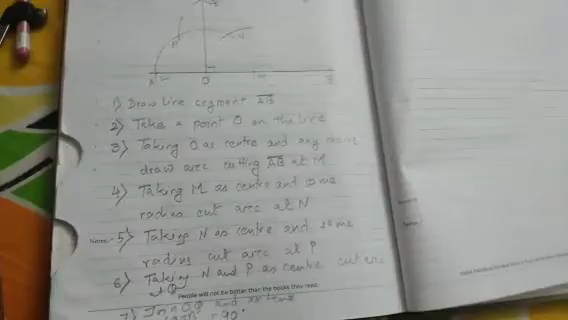 A O B
1) Draw line segment AB
2) Take a point O on the line
3) Taking O as centre and any
draw arc cutting AB at M
4) Taking M as centre and same
radius cut arc at N
5) Taking N as centre and same
radius cut arc at P
6) Taking N and P as centre cut arc
People will not be better than the books they read.
7) Join and
90°